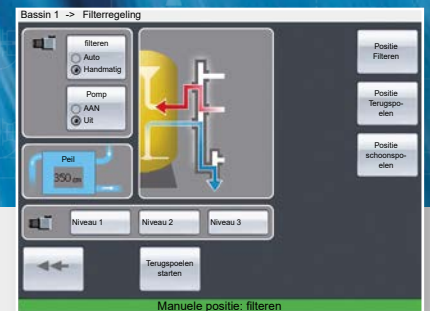 Bassin 1 -> Filterregeling
filteren
Auto
Handmatig
Pomp
AAN
Uit
Peil
350 cm
Niveau 1
Niveau 2
Niveau 3
Terugspoelen
starten
Positie
Filteren
Positie
Terugspo-
elen
Positie
schoonspo-
elen
Manuele positie: filteren